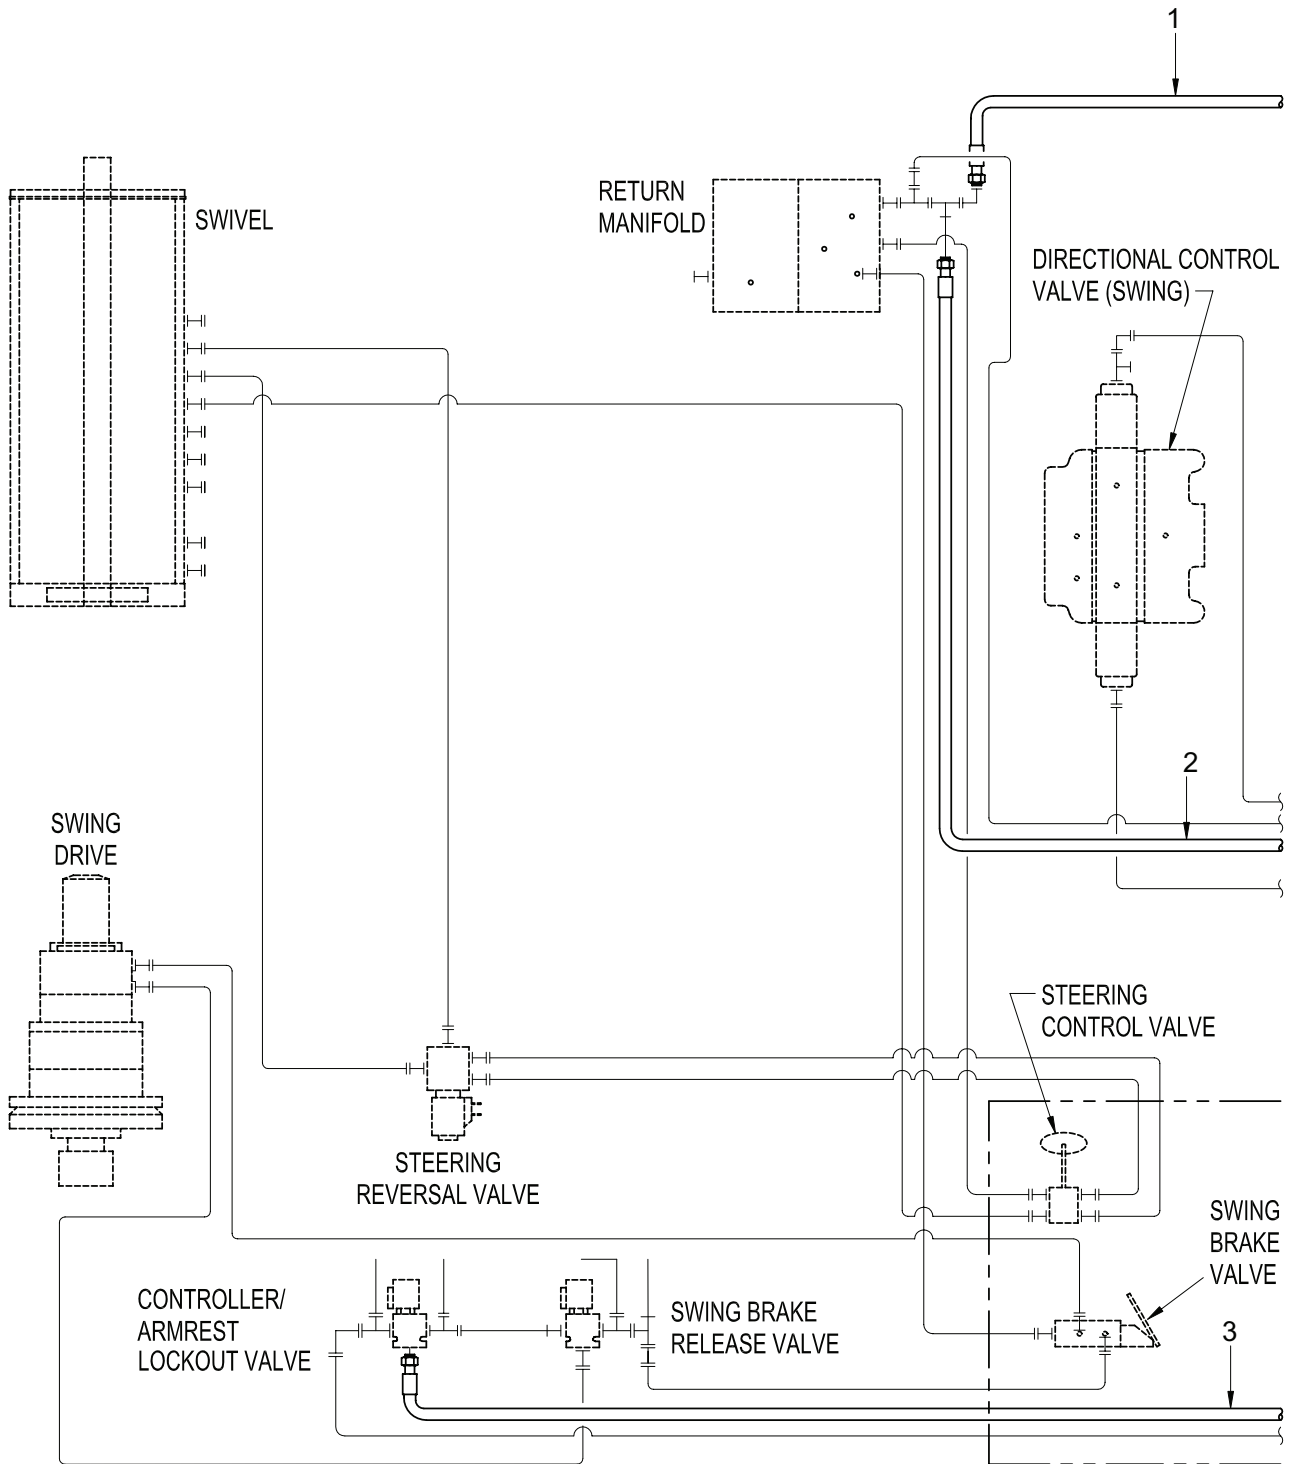 1
SWIVEL
RETURN
MANIFOLD
DIRECTIONAL CONTROL
VALVE (SWING)
2
SWING
DRIVE
STEERING
CONTROL VALVE
STEERING
REVERSAL VALVE
SWING
BRAKE
VALVE
CONTROLLER/
ARMREST
LOCKOUT VALVE
SWING BRAKE
RELEASE VALVE
3